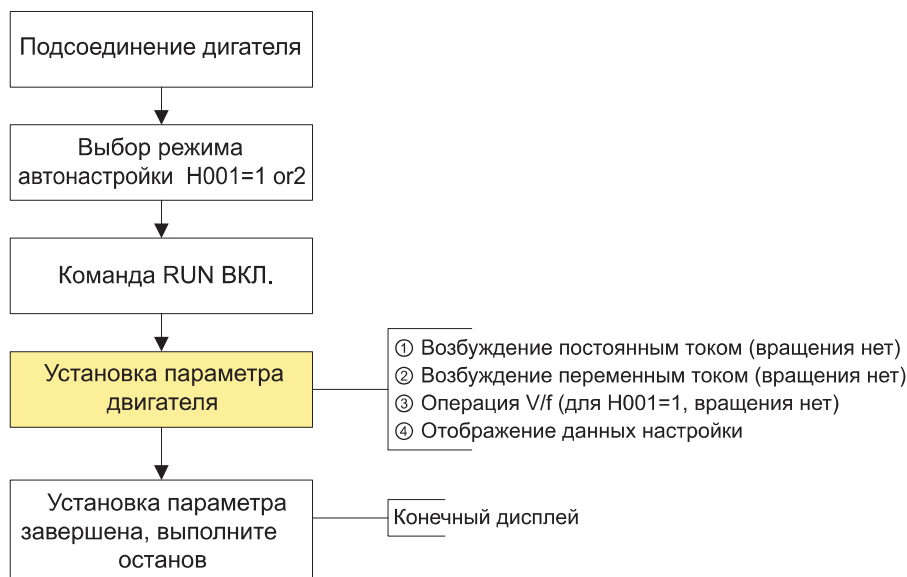 Подсоединение дигателя
Выбор режима
автонастройки H001=1 or2
Команда RUN ВКЛ.
Установка параметра
двигателя
① Возбуждение постоянным током (вращения нет)
② Возбуждение переменным током (вращения нет)
③ Операция V/f (для H001=1, вращения нет)
④ Отображение данных настройки
Установка параметра
завершена, выполните
останов
Конечный дисплей